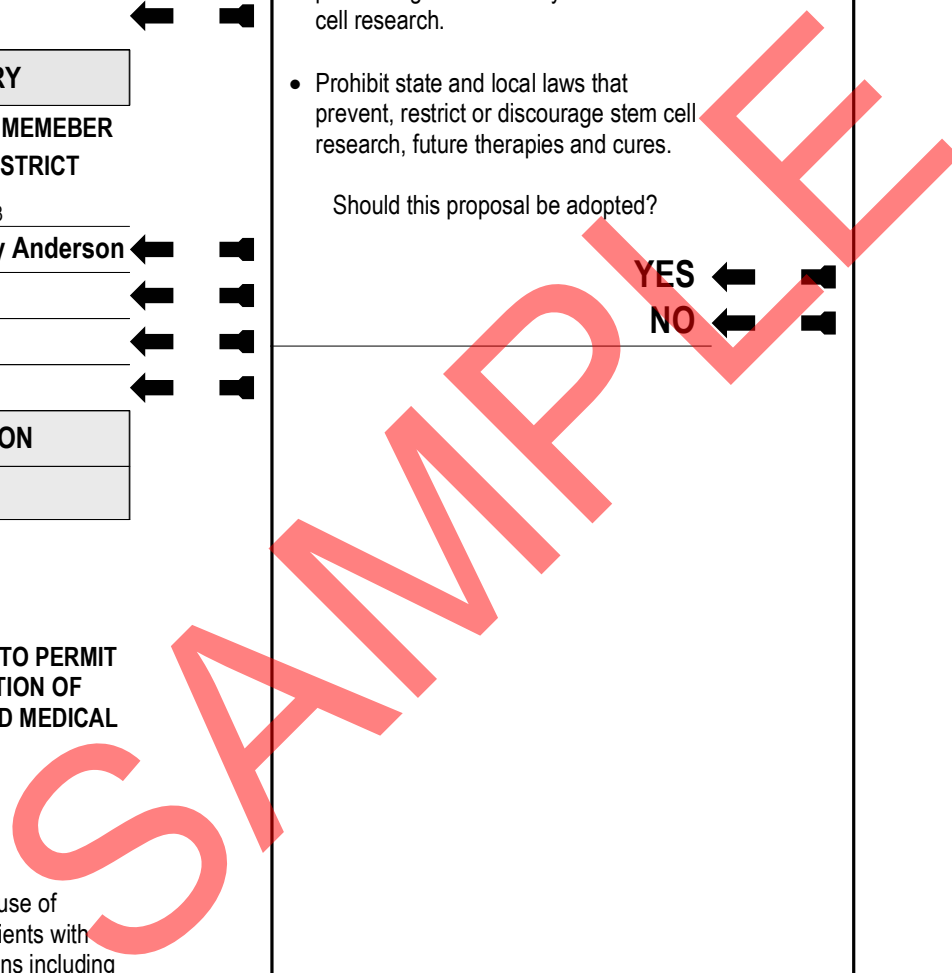 RY
MEMEBER
STRICT
3
y Anderson
ON
TO PERMIT
TION OF
D MEDICAL
use of
ients with
ns including
cell research.
• Prohibit state and local laws that
prevent, restrict or discourage stem cell
research, future therapies and cures.
Should this proposal be adopted?
YES
NO
SAMPLE